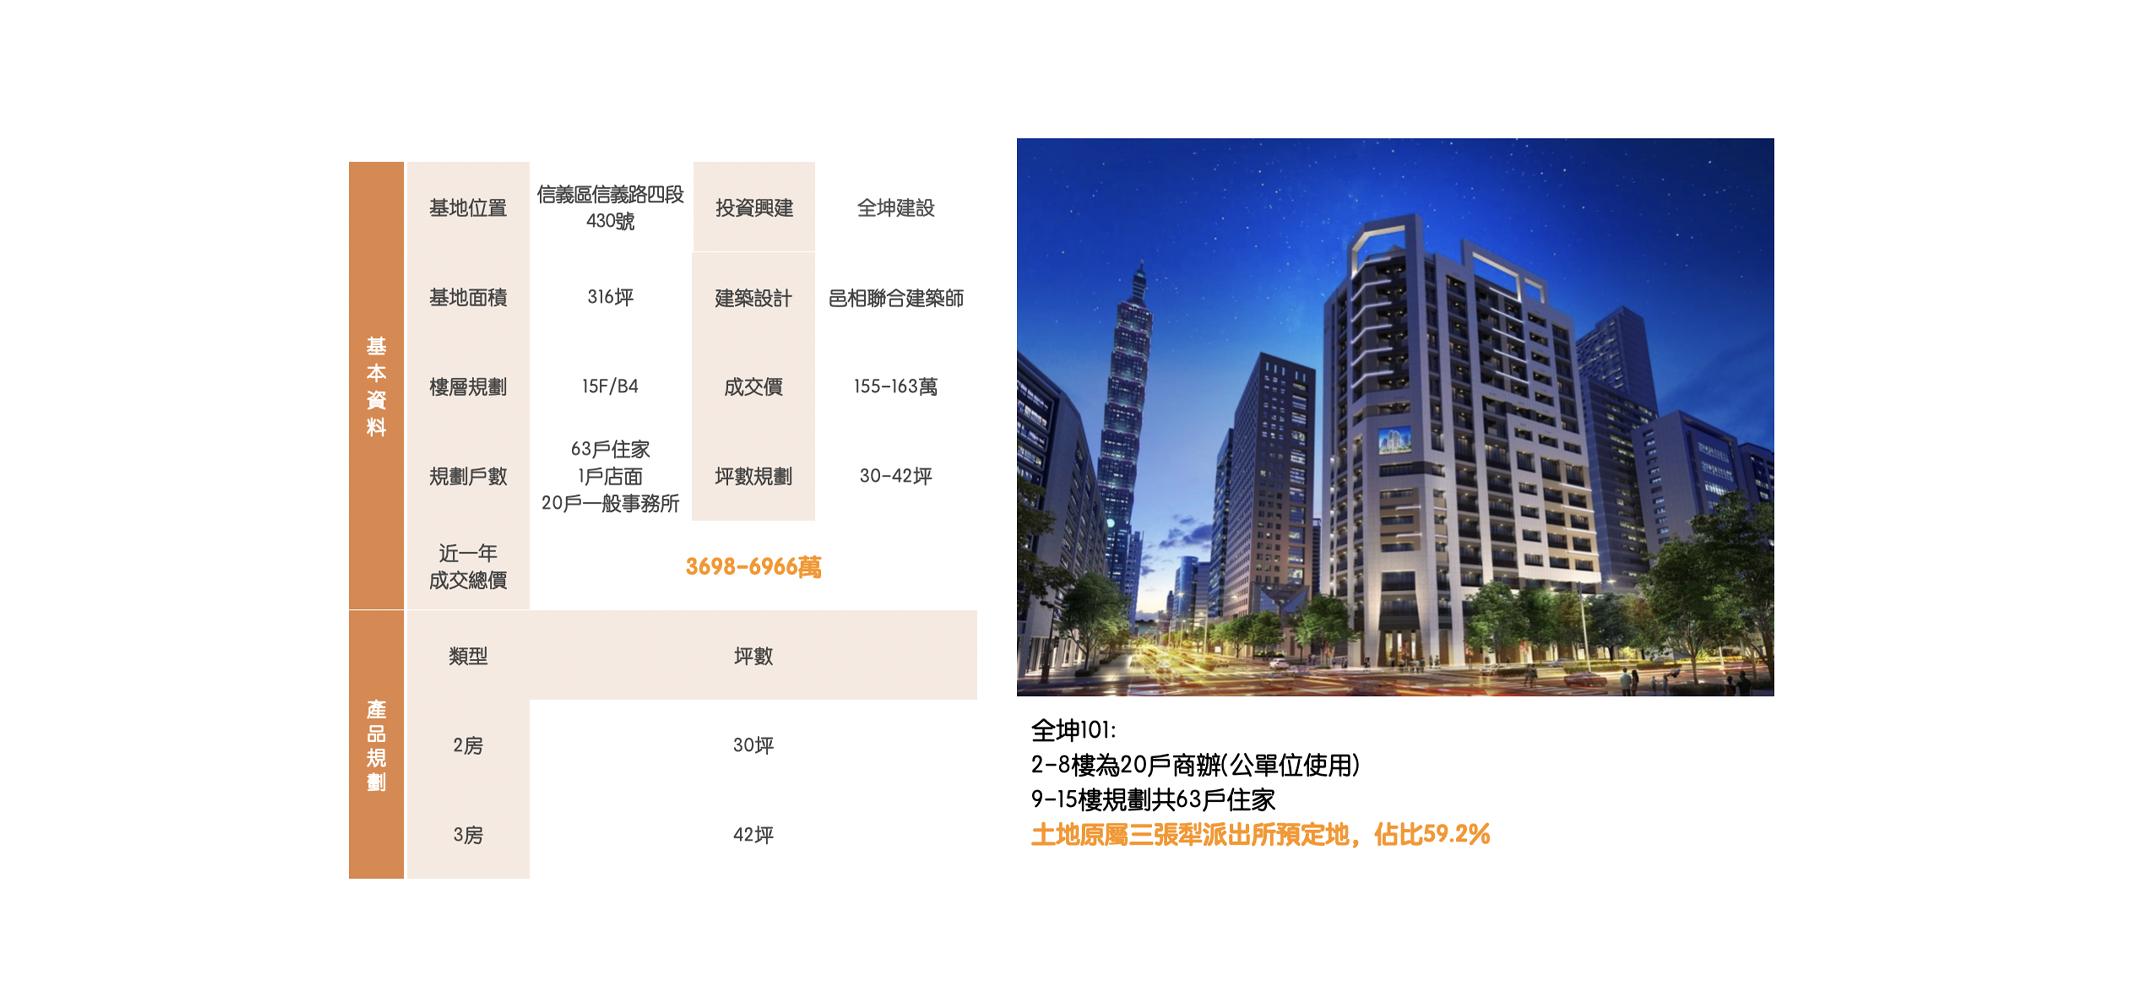 基本資料
基地位置
信義區信義路四段
430號
投資興建
全坤建設
基地面積
316坪
建築設計
邑相聯合建築師
樓層規劃
15F/B4
成交價
155-163萬
規劃戶數
63戶住家
1戶店面
20戶一般事務所
坪數規劃
30-42坪
近一年
成交總價
3698-6966萬
產品規劃
類型
坪數
2房
30坪
3房
42坪
全坤101:
2-8樓為20戶商辦(公單位使用)
9-15樓規劃共63戶住家
土地原屬三張犁派出所預定地，佔比59.2%